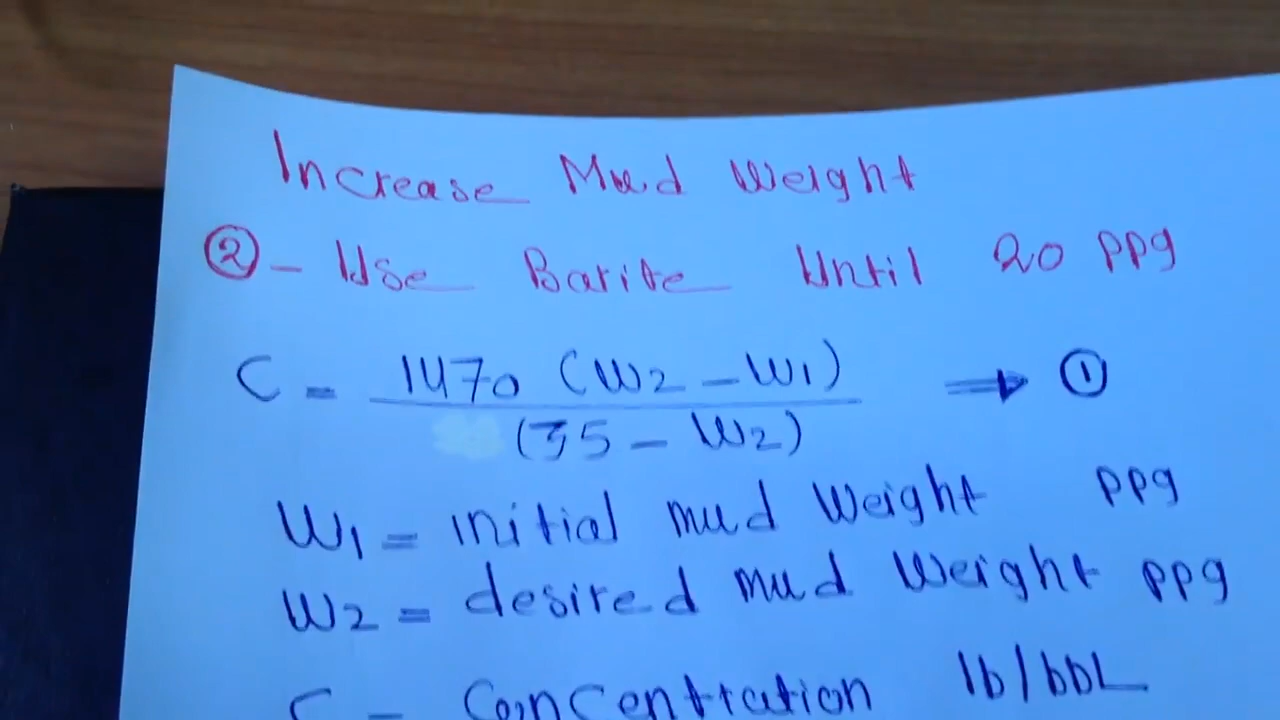 Increase Mud Weight
② - Use Barite Until 20 ppg
C = 1470 (W2 - W1) ⇒ ①
(35 - W2)
W1 = initial mud Weight ppg
W2 = desired mud Weight ppg
C = Concentration lb/bbL